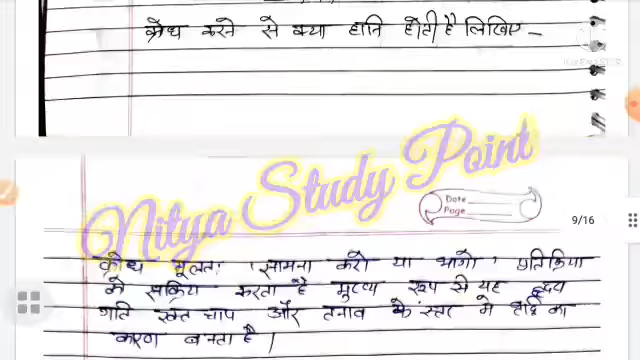 क्रोध करने से क्या हानि होती है लिखिए -
Nitya Study Point
Date
Page
9/16
क्रोध मूलतः 'सामना करो या भागो' प्रतिक्रिया
को सक्रिय करता है मुख्य रूप से यह हृदय
गति रक्त चाप और तनाव के स्तर मे वृद्धि का
कारण बनता है।